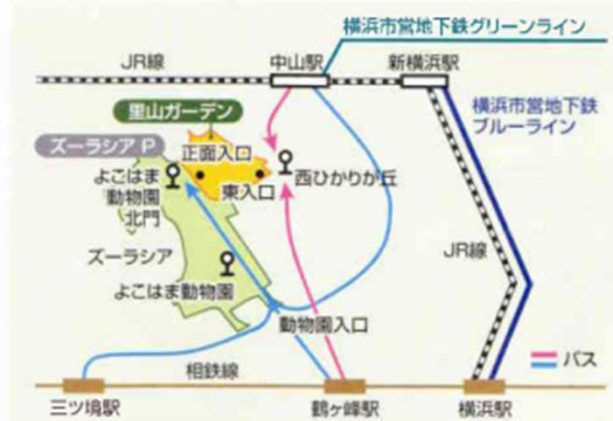 横浜市営地下鉄グリーンライン
JR線
中山駅
新横浜駅
里山ガーデン
横浜市営地下鉄
ブルーライン
ズーラシア P
正面入口
よこはま
動物園
北門
西ひかりが丘
東入口
ズーラシア
JR線
よこはま動物園
動物園入口
バス
相鉄線
三ツ境駅
鶴ヶ峰駅
横浜駅